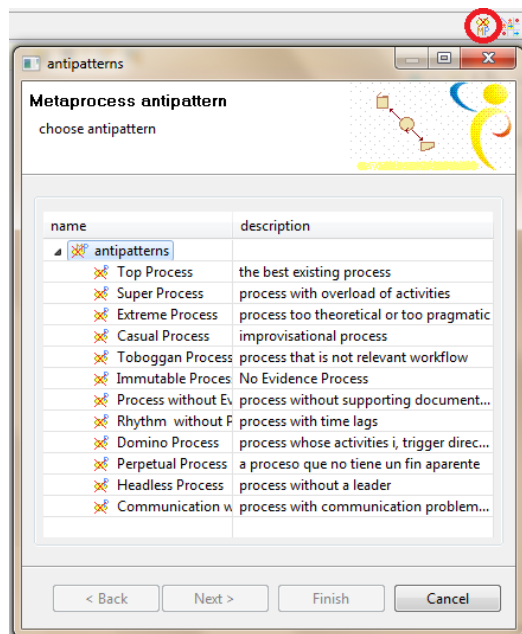 MP
antipatterns
Metaprocess antipattern
choose antipattern
name description
antipatterns
Top Process the best existing process
Super Process process with overload of activities
Extreme Process process too theoretical or too pragmatic
Casual Process improvisational process
Toboggan Process process that is not relevant workflow
Immutable Proces No Evidence Process
Process without Ev process without supporting document...
Rhythm without P process with time lags
Domino Process process whose activities i, trigger direc...
Perpetual Process a proceso que no tiene un fin aparente
Headless Process process without a leader
Communication w process with communication problem...
< Back Next > Finish Cancel